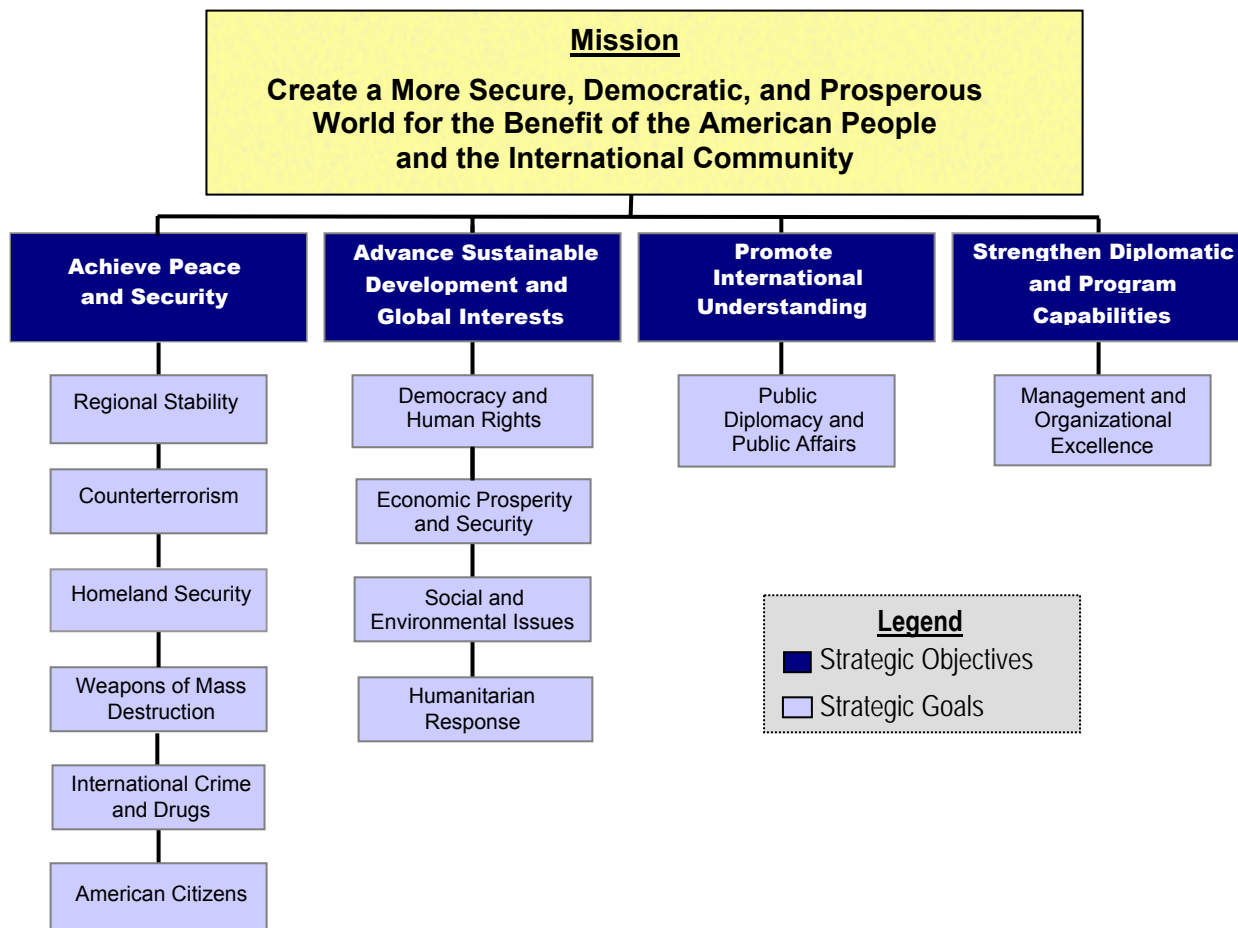 Mission
Create a More Secure, Democratic, and Prosperous
World for the Benefit of the American People
and the International Community
Achieve Peace
and Security
Advance Sustainable
Development and
Global Interests
Promote
International
Understanding
Strengthen Diplomatic
and Program
Capabilities
Regional Stability
Counterterrorism
Homeland Security
Weapons of Mass
Destruction
International Crime
and Drugs
American Citizens
Democracy and
Human Rights
Economic Prosperity
and Security
Social and
Environmental Issues
Humanitarian
Response
Public
Diplomacy and
Public Affairs
Management and
Organizational
Excellence
Legend
Strategic Objectives
Strategic Goals